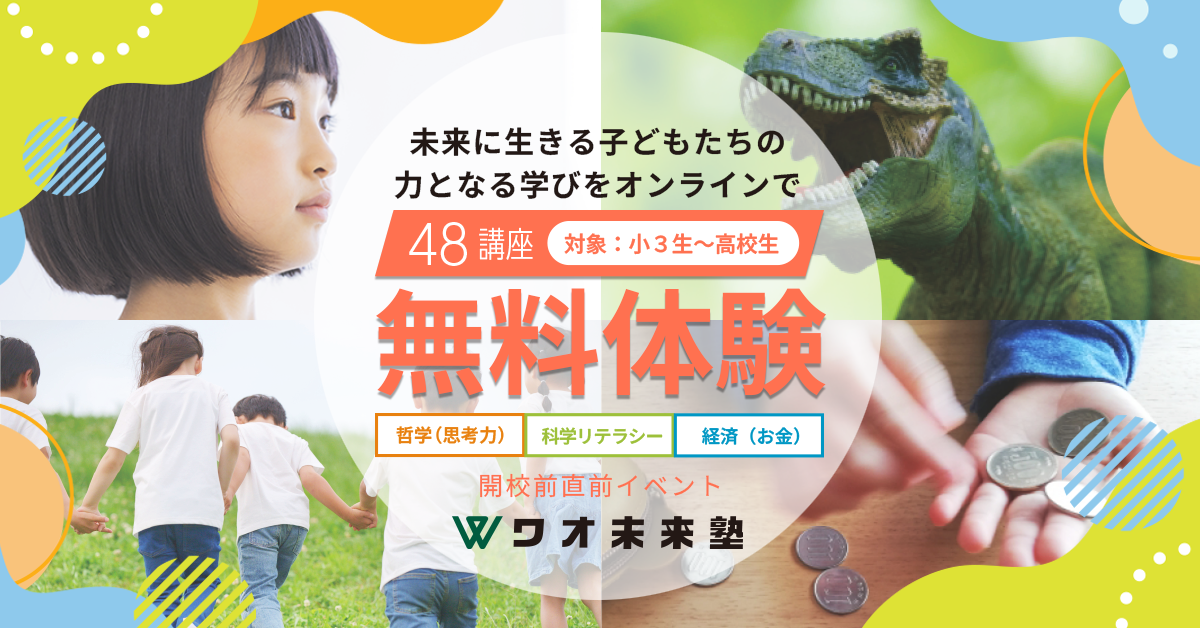 未来に生きる子どもたちの
力となる学びをオンラインで
48 講座 対象：小３生～高校生
無料体験
哲学（思考力） 科学リテラシー 経済（お金）
開校前直前イベント
W ワオ未来塾